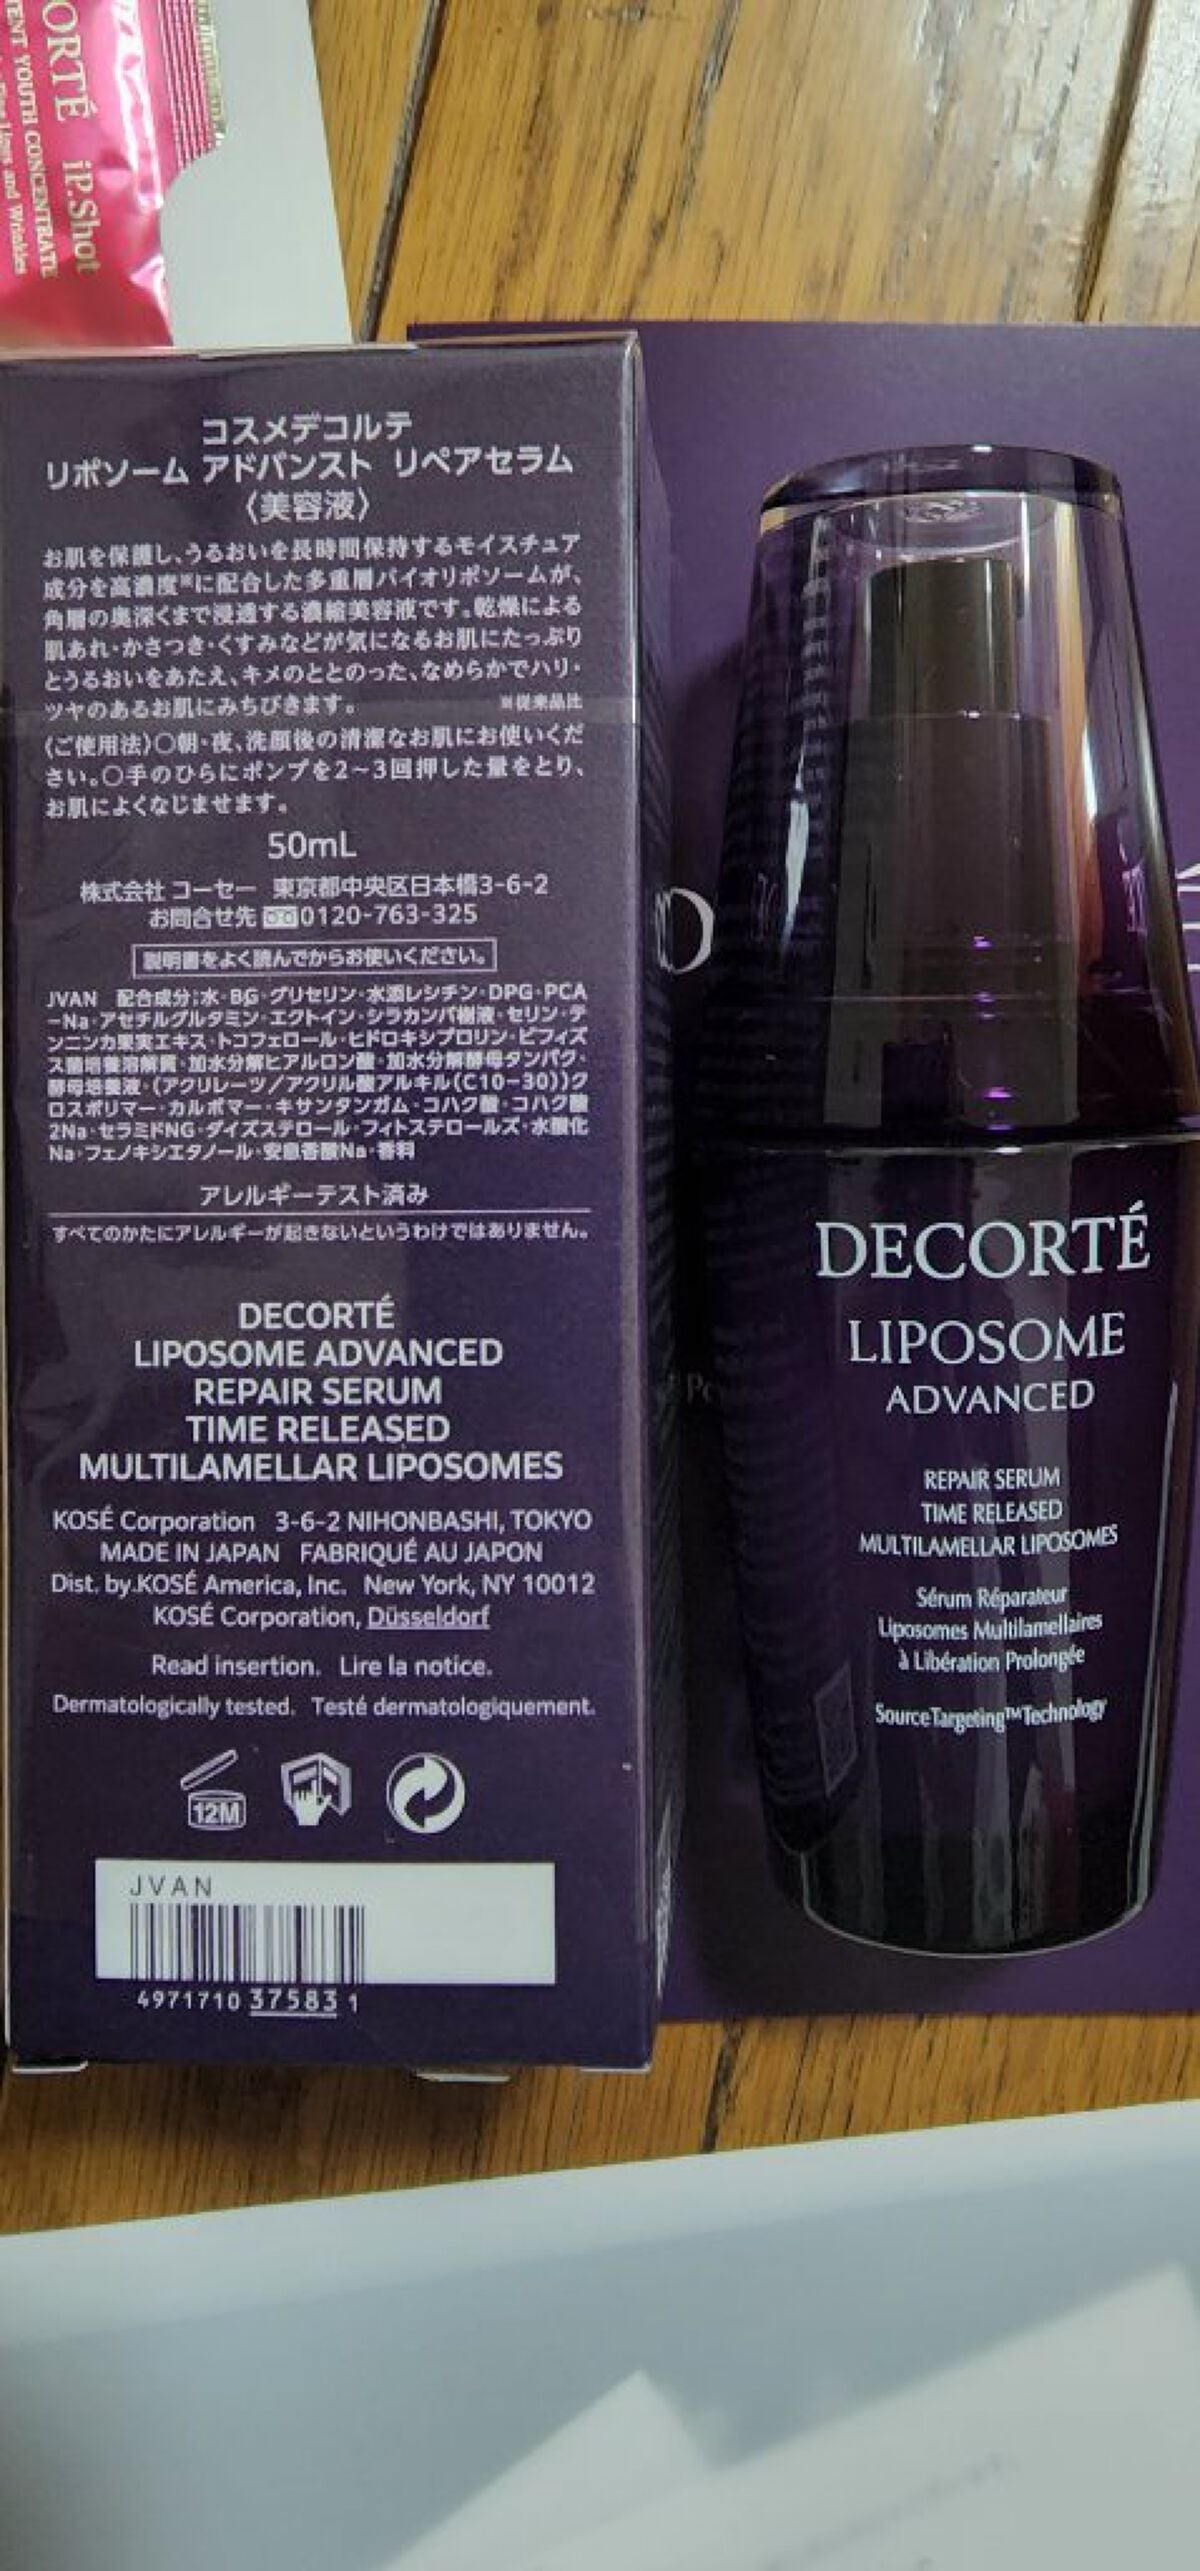 ORTÉ iP.Shot
ENT YOUTH CONCENTRATE
Lines and Wrinkles
コスメデコルテ
リポソーム アドバンスト リペアセラム
〈美容液〉
お肌を保護し、うるおいを長時間保持するモイスチュア
成分を高濃度※に配合した多重層バイオリポソームが、
角層の奥深くまで浸透する濃縮美容液です。乾燥による
肌あれ・かさつき・くすみなどが気になるお肌にたっぷり
とうるおいをあたえ、キメのととのった、なめらかでハリ・
ツヤのあるお肌にみちびきます。 ※従来品比
〈ご使用法〉○朝・夜、洗顔後の清潔なお肌にお使いくだ
さい。○手のひらにポンプを2〜3回押した量をとり、
お肌によくなじませます。
50mL
株式会社 コーセー 東京都中央区日本橋3-6-2
お問合せ先 0120-763-325
説明書をよく読んでからお使いください。
JVAN 配合成分:水・BG・グリセリン・水添レシチン・DPG・PCA
-Na・アセチルグルタミン・エクトイン・シラカンバ樹液・セリン・テ
ンニンカ果実エキス・トコフェロール・ヒドロキシプロリン・ビフィズ
ス菌培養溶解質・加水分解ヒアルロン酸・加水分解酵母タンパク・
酵母培養液・(アクリレーツ/アクリル酸アルキル(C10-30))ク
ロスポリマー・カルボマー・キサンタンガム・コハク酸・コハク酸
2Na・セラミドNG・ダイズステロール・フィトステロールズ・水酸化
Na・フェノキシエタノール・安息香酸Na・香料
アレルギーテスト済み
すべてのかたにアレルギーが起きないというわけではありません。
DECORTÉ
LIPOSOME ADVANCED
REPAIR SERUM
TIME RELEASED
MULTILAMELLAR LIPOSOMES
KOSÉ Corporation 3-6-2 NIHONBASHI, TOKYO
MADE IN JAPAN FABRIQUÉ AU JAPON
Dist. by.KOSÉ America, Inc. New York, NY 10012
KOSÉ Corporation, Düsseldorf
Read insertion. Lire la notice.
Dermatologically tested. Testé dermatologiquement.
12M
JVAN
4971710 37583 1
DECORTÉ
LIPOSOME
ADVANCED
REPAIR SERUM
TIME RELEASED
MULTILAMELLAR LIPOSOMES
Sérum Réparateur
Liposomes Multilamellaires
à Libération Prolongée
SourceTargeting™Technology